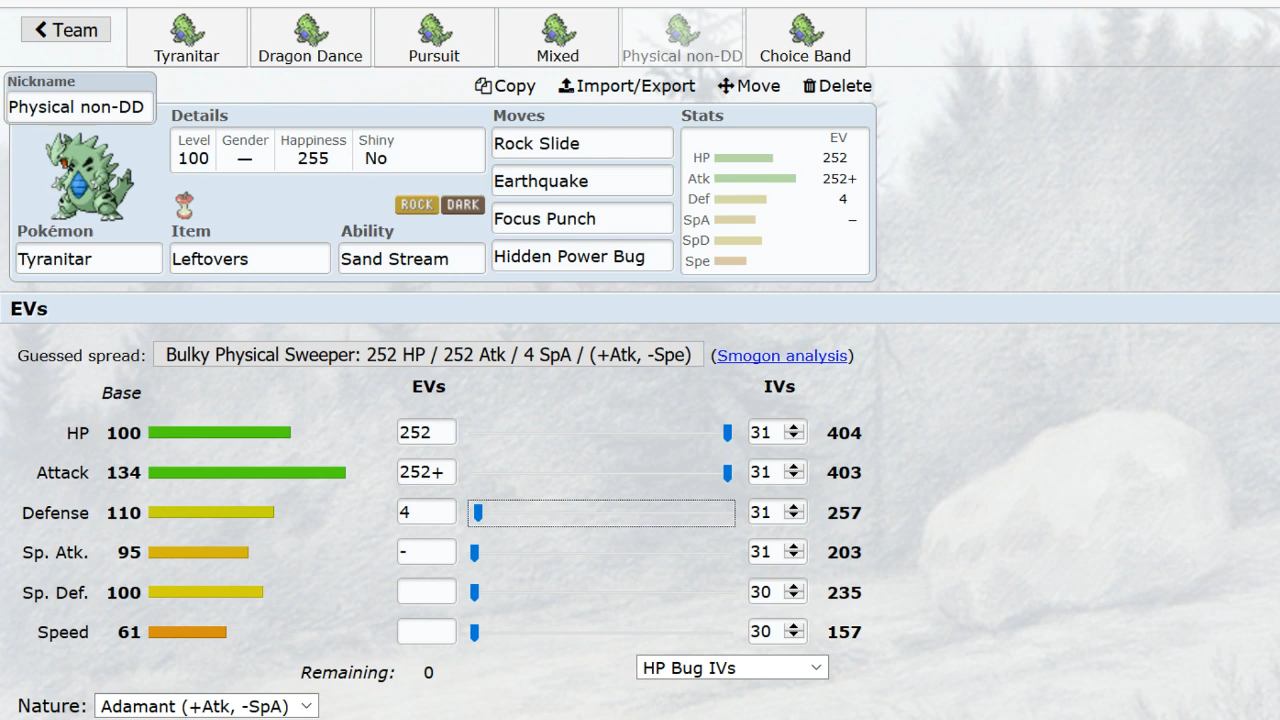 Team
Tyranitar
Dragon Dance
Pursuit
Mixed
Physical non-DD
Choice Band
Copy
Import/Export
Move
Delete
Nickname
Physical non-DD
Details
Level
100
Gender
—
Happiness
255
Shiny
No
ROCK
DARK
Pokémon
Tyranitar
Item
Leftovers
Ability
Sand Stream
Moves
Rock Slide
Earthquake
Focus Punch
Hidden Power Bug
Stats
EV
HP 252
Atk 252+
Def 4
SpA –
SpD
Spe
EVs
Guessed spread: Bulky Physical Sweeper: 252 HP / 252 Atk / 4 SpA / (+Atk, -Spe) (Smogon analysis)
Base EVs IVs
HP 100 252 31 404
Attack 134 252+ 31 403
Defense 110 4 31 257
Sp. Atk. 95 - 31 203
Sp. Def. 100 30 235
Speed 61 30 157
Remaining: 0
HP Bug IVs
Nature: Adamant (+Atk, -SpA)